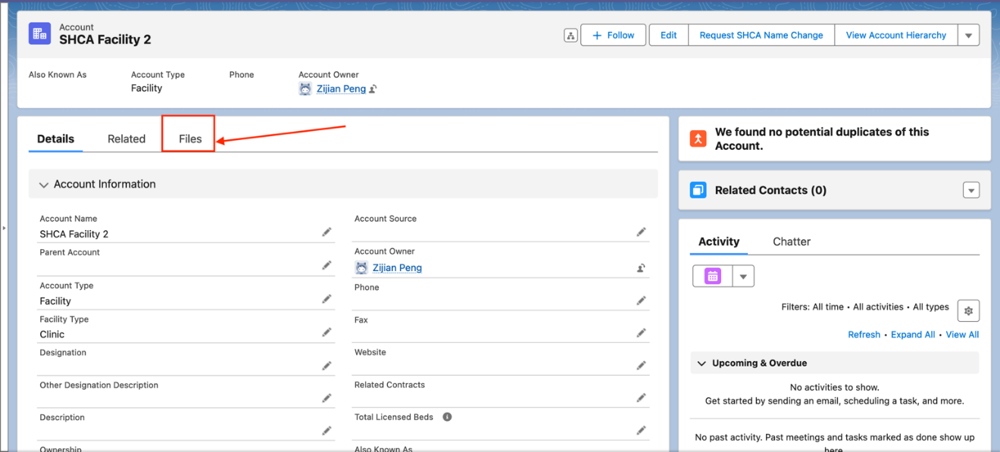 Account
SHCA Facility 2
Follow
Edit
Request SHCA Name Change
View Account Hierarchy
Also Known As
Account Type
Facility
Phone
Account Owner
Zijian Peng
Details
Related
Files
Account Information
Account Name
SHCA Facility 2
Parent Account
Account Type
Facility
Facility Type
Clinic
Designation
Other Designation Description
Description
Ownership
Account Source
Account Owner
Zijian Peng
Phone
Fax
Website
Related Contracts
Total Licensed Beds
Also Known As
We found no potential duplicates of this
Account.
Related Contacts (0)
Activity
Chatter
Filters: All time • All activities • All types
Refresh • Expand All • View All
Upcoming & Overdue
No activities to show.
Get started by sending an email, scheduling a task, and more.
No past activity. Past meetings and tasks marked as done show up
here.